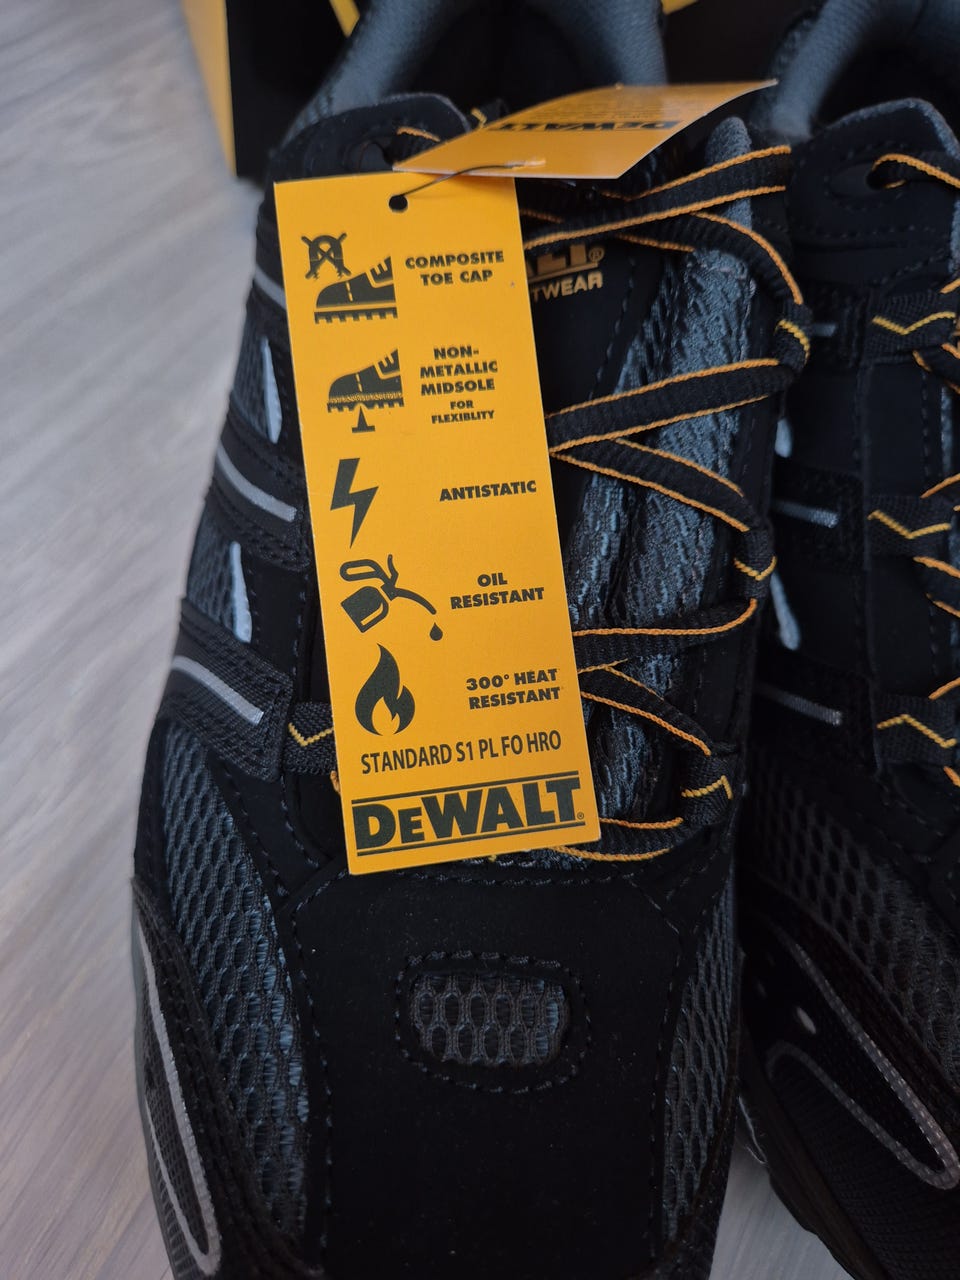 DEWALT
COMPOSITE
TOE CAP
NON-
METALLIC
MIDSOLE
FOR
FLEXIBLITY
ANTISTATIC
OIL
RESISTANT
300° HEAT
RESISTANT
STANDARD S1 PL FO HRO
DEWALT®